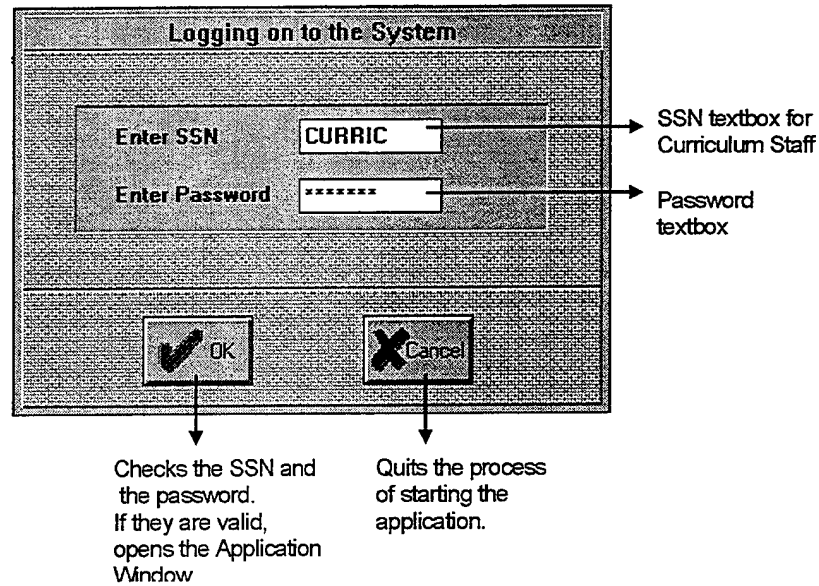 Logging on to the System
Enter SSN
CURRIC
SSN textbox for
Curriculum Staff
Enter Password
*******
Password
textbox
OK
Cancel
Checks the SSN and
the password.
If they are valid,
opens the Application
Window
Quits the process
of starting the
application.